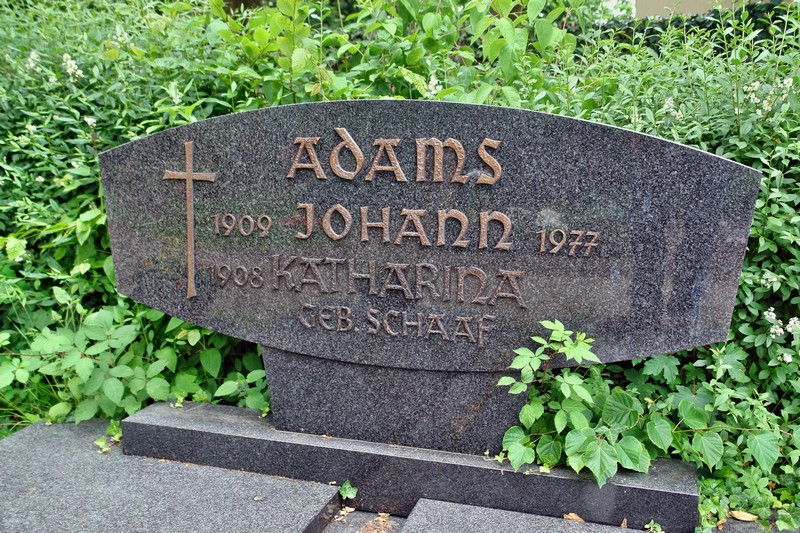 ADAMS
1909 JOHANN 1977
1908 KATHARINA
GEB. SCHAAF